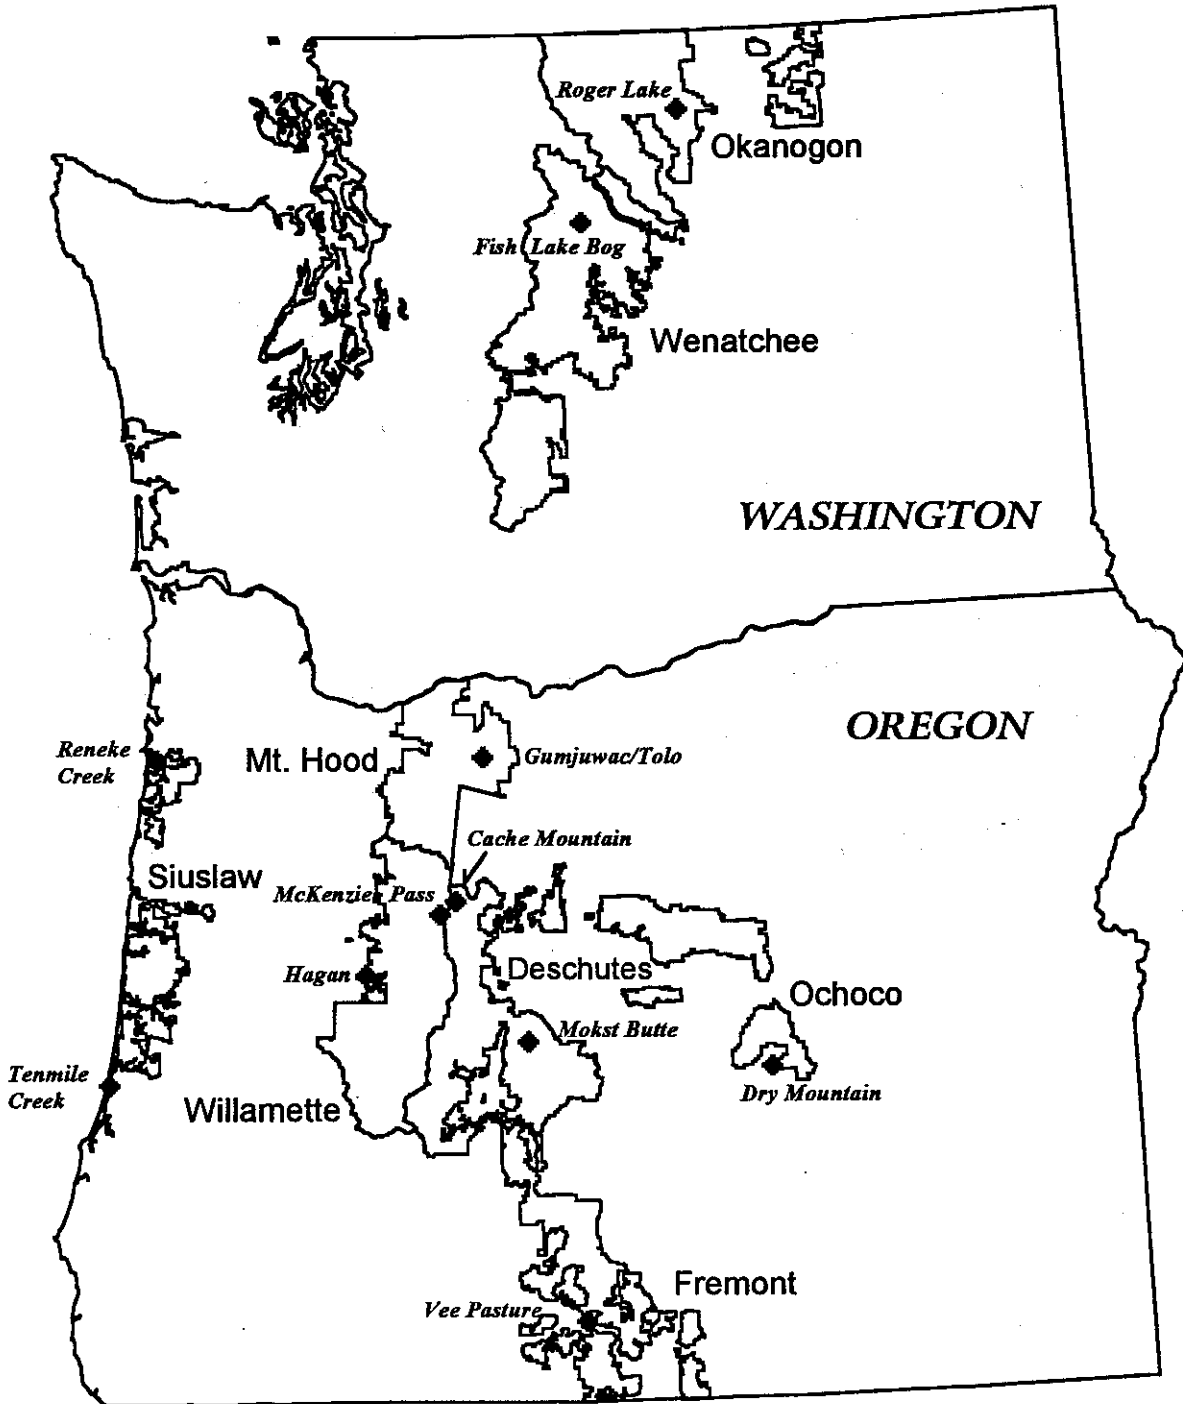 Roger Lake
Okanogon
Fish Lake Bog
Wenatchee
WASHINGTON
OREGON
Reneke
Creek
Mt. Hood
Gumjuwac/Tolo
Cache Mountain
Siuslaw
McKenzie Pass
Hagan
Deschutes
Ochoco
Mokst Butte
Tenmile
Creek
Willamette
Dry Mountain
Fremont
Vee Pasture